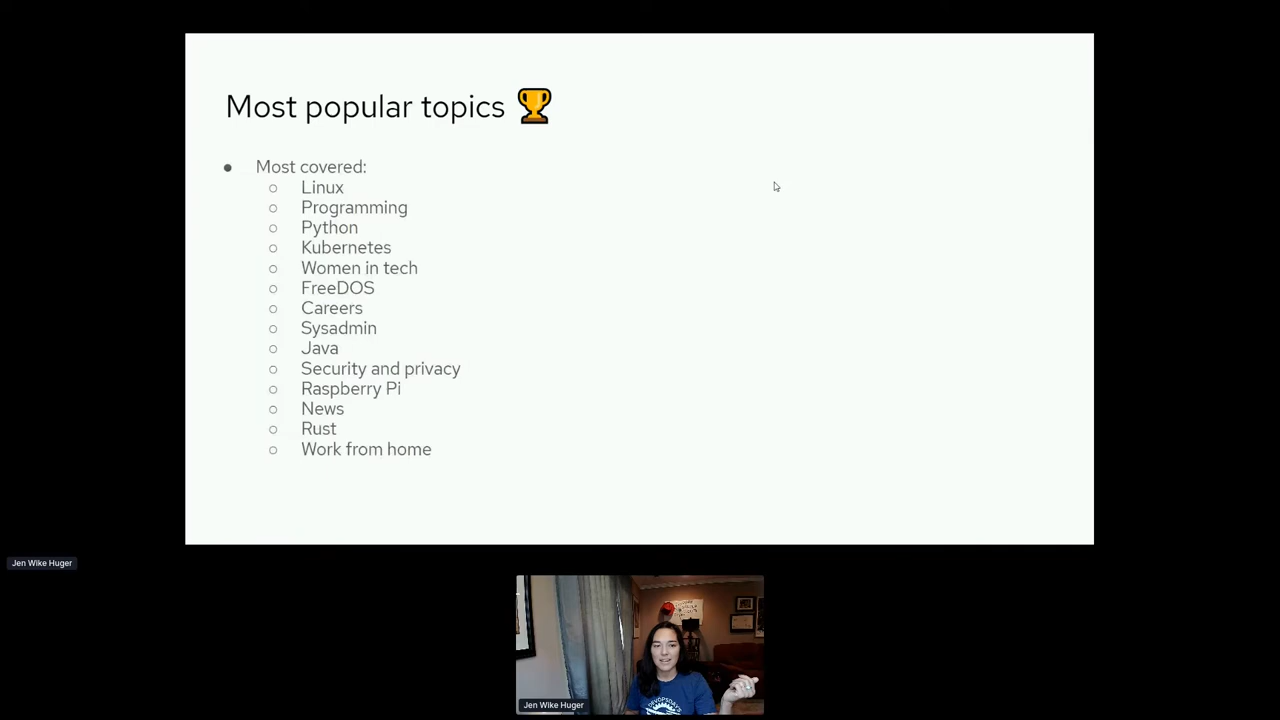 Most popular topics 🏆
● Most covered:
○ Linux
○ Programming
○ Python
○ Kubernetes
○ Women in tech
○ FreeDOS
○ Careers
○ Sysadmin
○ Java
○ Security and privacy
○ Raspberry Pi
○ News
○ Rust
○ Work from home
Jen Wike Huger
DEVOPSDAYS
Jen Wike Huger